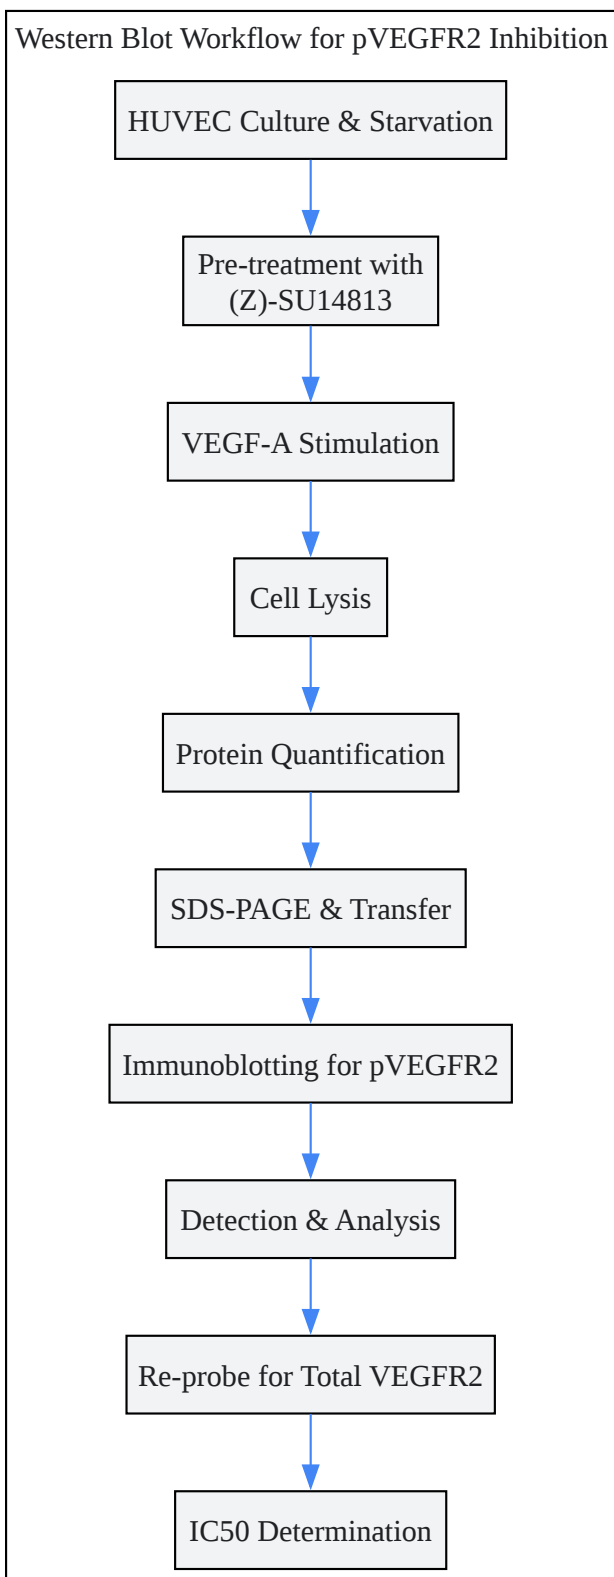 Western Blot Workflow for pVEGFR2 Inhibition
HUVEC Culture & Starvation
Pre-treatment with
(Z)-SU14813
VEGF-A Stimulation
Cell Lysis
Protein Quantification
SDS-PAGE & Transfer
Immunoblotting for pVEGFR2
Detection & Analysis
Re-probe for Total VEGFR2
IC50 Determination